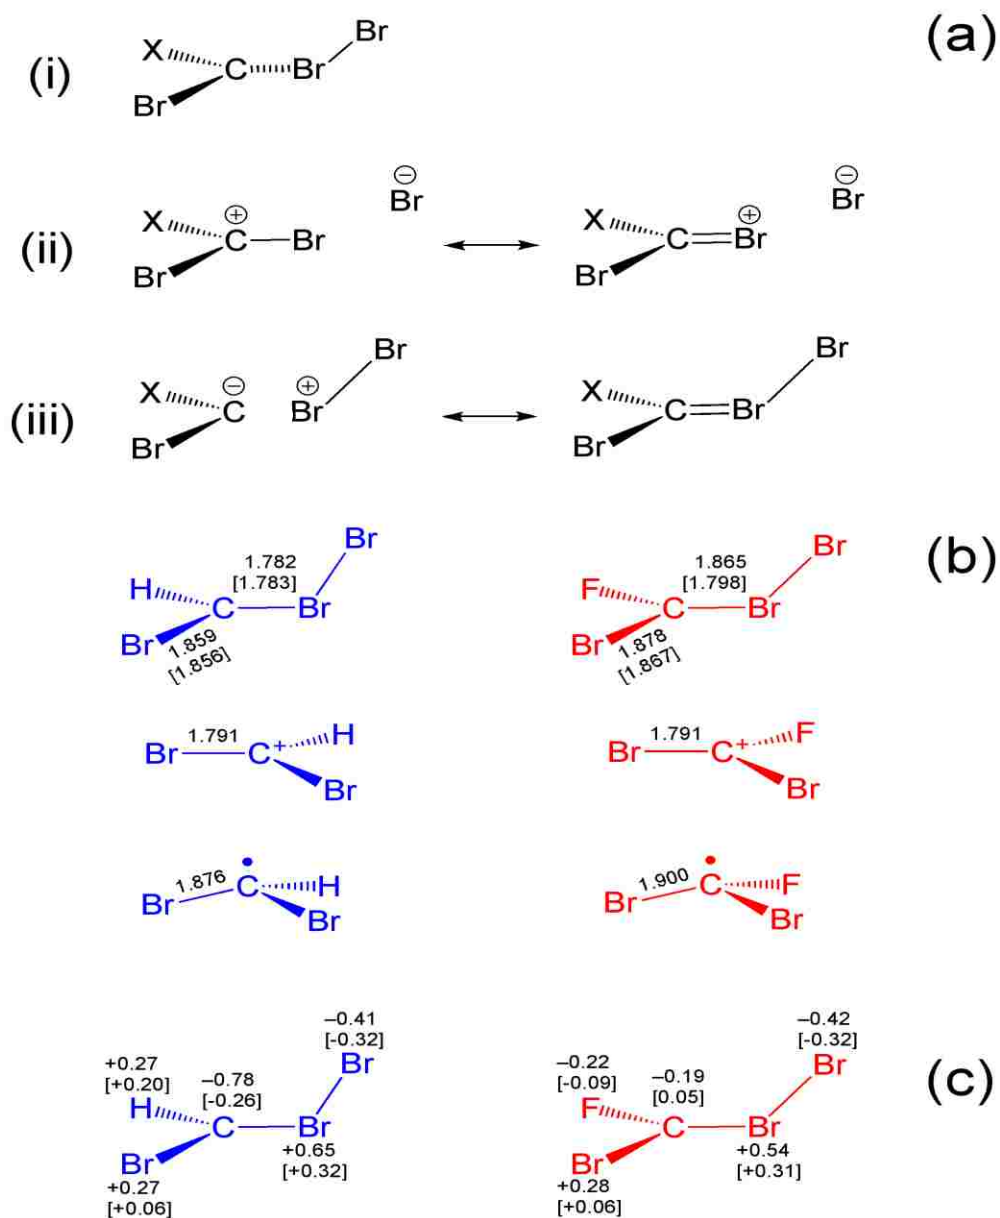 (a)
(i) X Br C Br Br
(ii) X Br C ⊕ Br Br ⊖ X Br C Br ⊕ Br ⊖
(iii) X Br C ⊖ Br ⊕ Br X Br C Br Br
(b)
H Br C Br Br
1.782
[1.783]
1.859
[1.856]
F Br C Br Br
1.865
[1.798]
1.878
[1.867]
Br 1.791 C+ H Br
Br 1.791 C+ F Br
Br 1.876 C • H Br
Br 1.900 C • F Br
(c)
–0.41
[-0.32]
Br
+0.27
[+0.20]
H
–0.78
[-0.26]
C
Br
+0.65
[+0.32]
Br
+0.27
[+0.06]
–0.42
[-0.32]
Br
–0.22
[-0.09]
F
–0.19
[0.05]
C
Br
+0.54
[+0.31]
Br
+0.28
[+0.06]